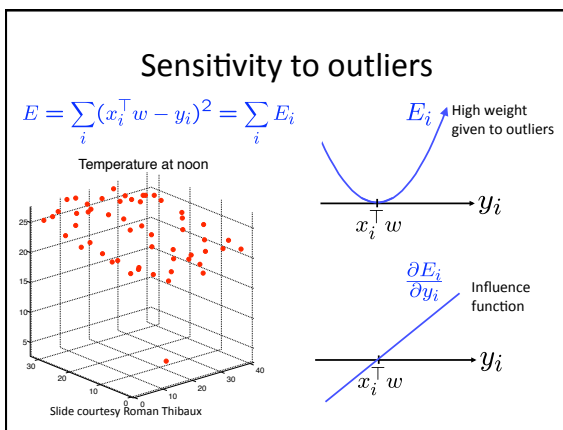 Sensitivity to outliers
E = ∑_i (x_i^⊤ w − y_i)^2 = ∑_i E_i
E_i
High weight
given to outliers
y_i
x_i^⊤ w
Temperature at noon
25
20
15
10
5
30
20
10
0
0
10
20
30
40
∂E_i
∂y_i
Influence
function
y_i
x_i^⊤ w
Slide courtesy Roman Thibaux